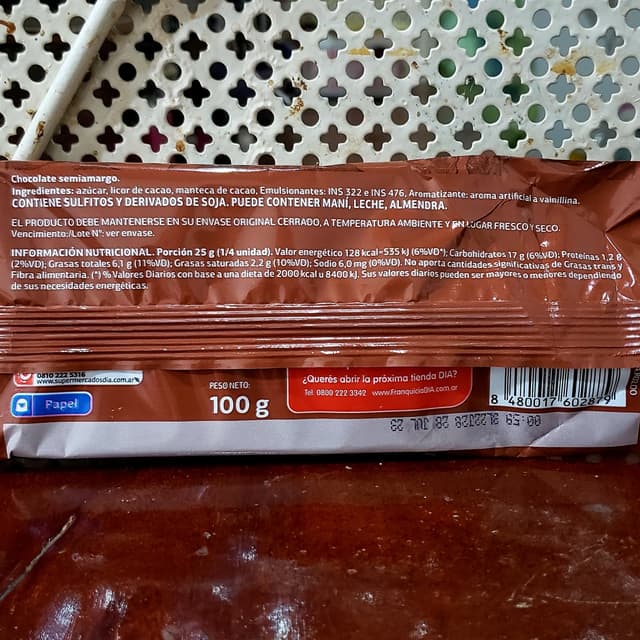 Chocolate semiamargo.
Ingredientes: azúcar, licor de cacao, manteca de cacao, Emulsionantes: INS 322 e INS 476, Aromatizante: aroma artificial a vainillina.
CONTIENE SULFITOS Y DERIVADOS DE SOJA. PUEDE CONTENER MANÍ, LECHE, ALMENDRA.
EL PRODUCTO DEBE MANTENERSE EN SU ENVASE ORIGINAL CERRADO, A TEMPERATURA AMBIENTE Y EN LUGAR FRESCO Y SECO.
Vencimiento:/Lote N°: ver envase.
INFORMACIÓN NUTRICIONAL. Porción 25 g (1/4 unidad). Valor energético 128 kcal=535 kJ (6%VD*); Carbohidratos 17 g (6%VD); Proteínas 1,2 g
(2%VD); Grasas totales 6,1 g (11%VD); Grasas saturadas 2,2 g (10%VD); Sodio 6,0 mg (0%VD). No aporta cantidades significativas de Grasas trans y
Fibra alimentaria. (*) % Valores Diarios con base a una dieta de 2000 kcal u 8400 kJ. Sus valores diarios pueden ser mayores o menores dependiendo
de sus necesidades energéticas.
0810 222 5316
www.supermercadosdia.com.ar
Papel
PESO NETO:
100 g
¿Querés abrir la próxima tienda DIA?
Tel: 0800 222 3342 www.franquiciasDIA.com.ar
8 480017 602879
00:59 3L22J28 28 JUL 23